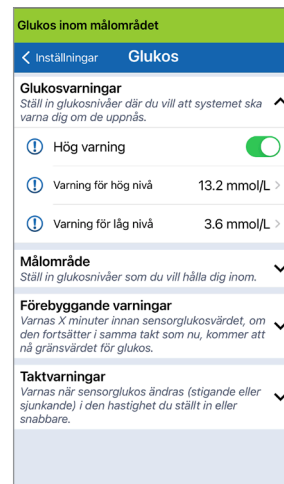 Glukos inom målområdet
Inställningar Glukos
Glukosvarningar
Ställ in glukosnivåer där du vill att systemet ska
varna dig om de uppnås.
Hög varning
Varning för hög nivå 13.2 mmol/L
Varning för låg nivå 3.6 mmol/L
Målområde
Ställ in glukosnivåer som du vill hålla dig inom.
Förebyggande varningar
Varnas X minuter innan sensorglukosvärdet, om
den fortsätter i samma takt som nu, kommer att
nå gränsvärdet för glukos.
Taktvarningar
Varnas när sensorglukos ändras (stigande eller
sjunkande) i den hastighet du ställt in eller
snabbare.